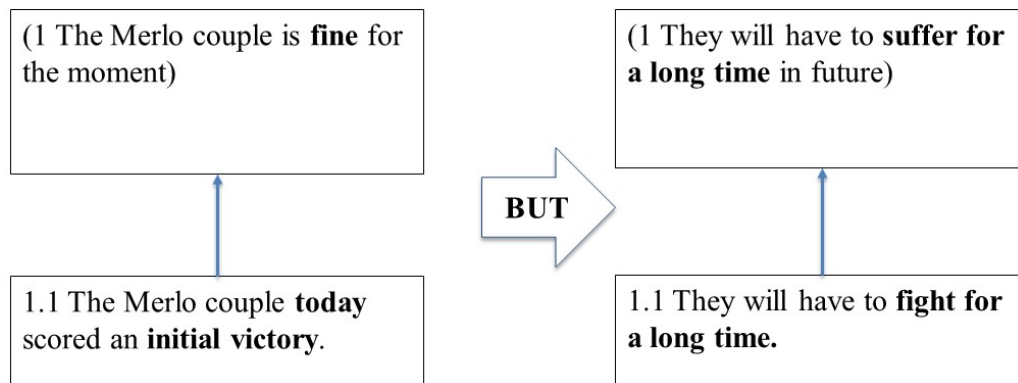 (1 The Merlo couple is fine for
the moment)
1.1 The Merlo couple today
scored an initial victory.
BUT
(1 They will have to suffer for
a long time in future)
1.1 They will have to fight for
a long time.